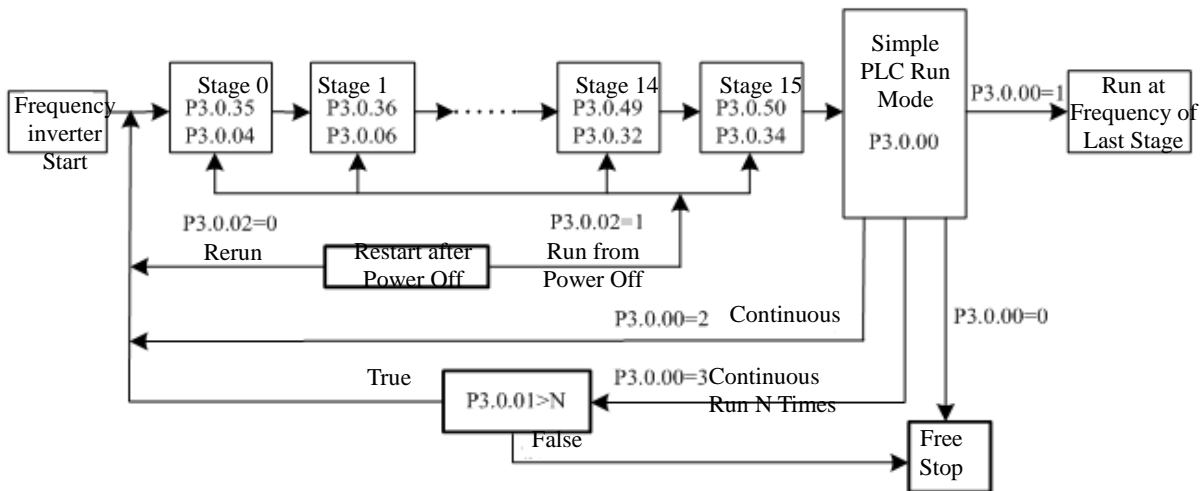 Frequency
inverter
Start
Stage 0
P3.0.35
P3.0.04
Stage 1
P3.0.36
P3.0.06
Stage 14
P3.0.49
P3.0.32
Stage 15
P3.0.50
P3.0.34
Simple
PLC Run
Mode
P3.0.00
P3.0.00=1
Run at
Frequency of
Last Stage
P3.0.02=0
Rerun
Restart after
Power Off
P3.0.02=1
Run from
Power Off
P3.0.00=2
Continuous
P3.0.00=0
True
P3.0.01>N
False
P3.0.00=3
Continuous
Run N Times
Free
Stop